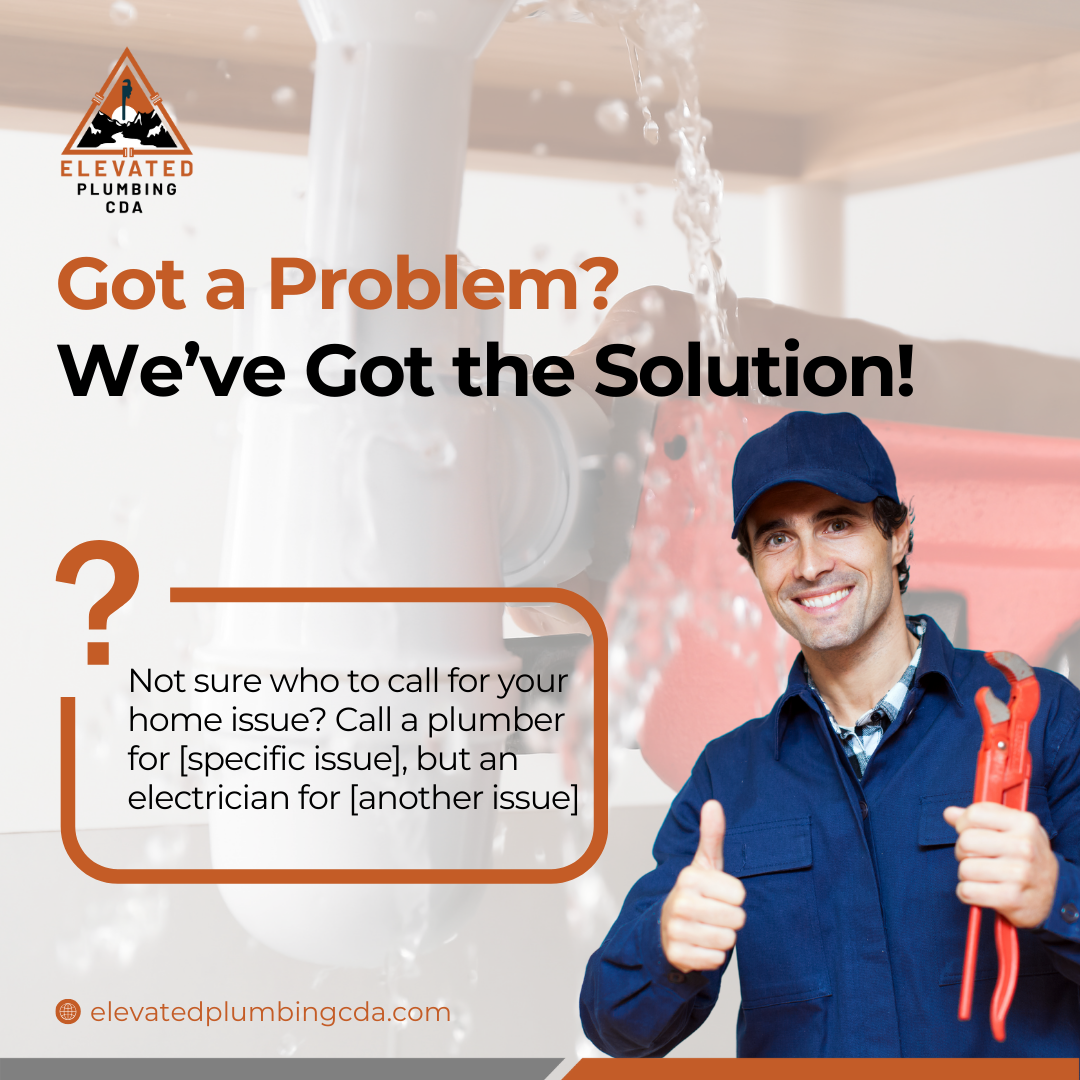 ELEVATED
PLUMBING
CDA
Got a Problem?
We’ve Got the Solution!
?
Not sure who to call for your
home issue? Call a plumber
for [specific issue], but an
electrician for [another issue]
elevatedplumbingcda.com